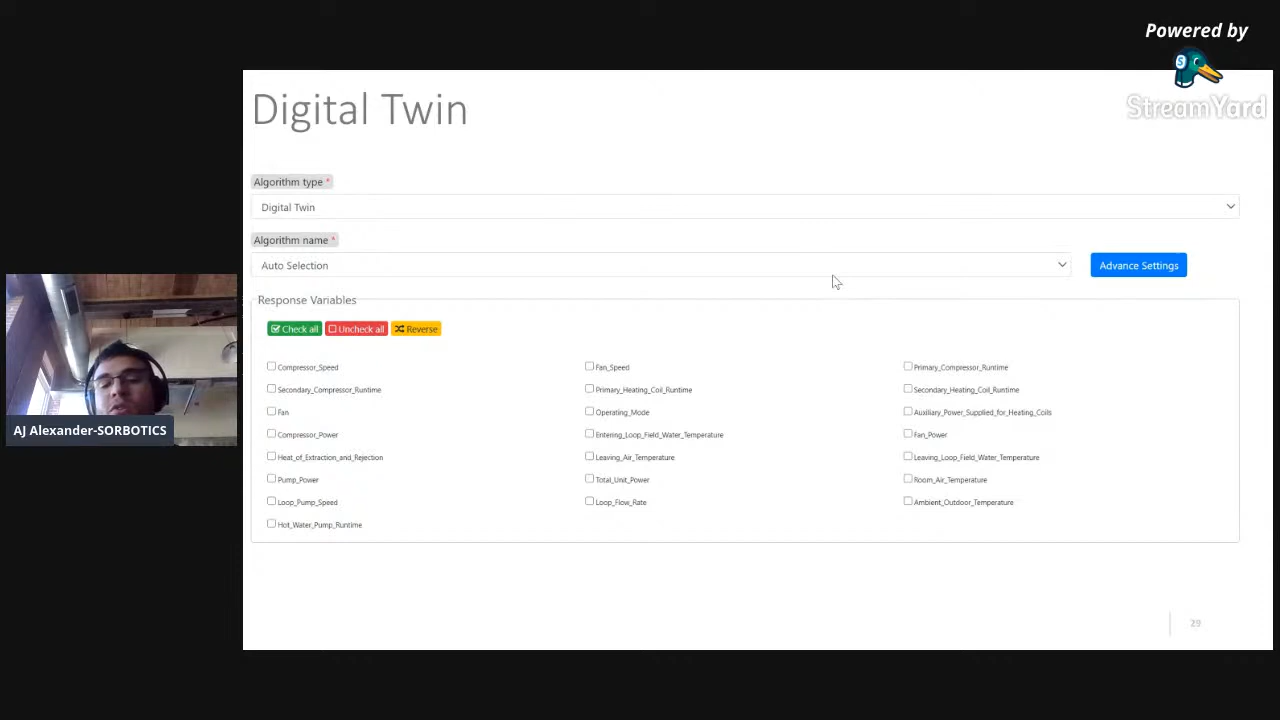 Powered by
StreamYard
Digital Twin
Algorithm type *
Digital Twin
Algorithm name *
Auto Selection
Advance Settings
Response Variables
Check all Uncheck all Reverse
Compressor_Speed Fan_Speed Primary_Compressor_Runtime
Secondary_Compressor_Runtime Primary_Heating_Coil_Runtime Secondary_Heating_Coil_Runtime
Fan Operating_Mode Auxiliary_Power_Supplied_for_Heating_Coils
Compressor_Power Entering_Loop_Field_Water_Temperature Fan_Power
Heat_of_Extraction_and_Rejection Leaving_Air_Temperature Leaving_Loop_Field_Water_Temperature
Pump_Power Total_Unit_Power Room_Air_Temperature
Loop_Pump_Speed Loop_Flow_Rate Ambient_Outdoor_Temperature
Hot_Water_Pump_Runtime
AJ Alexander-SORBOTICS
29